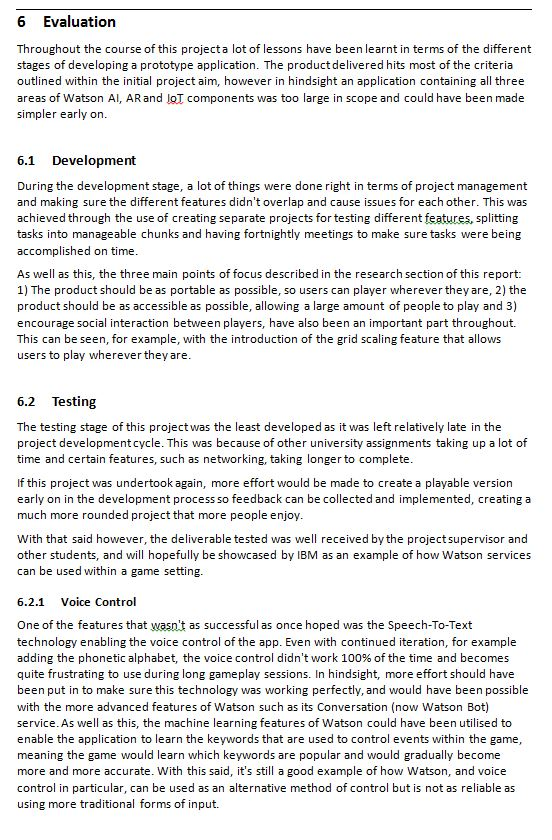 6 Evaluation
Throughout the course of this project a lot of lessons have been learnt in terms of the different
stages of developing a prototype application. The product delivered hits most of the criteria
outlined within the initial project aim, however in hindsight an application containing all three
areas of Watson AI, AR and IoT components was too large in scope and could have been made
simpler early on.
6.1 Development
During the development stage, a lot of things were done right in terms of project management
and making sure the different features didn't overlap and cause issues for each other. This was
achieved through the use of creating separate projects for testing different features, splitting
tasks into manageable chunks and having fortnightly meetings to make sure tasks were being
accomplished on time.
As well as this, the three main points of focus described in the research section of this report:
1) The product should be as portable as possible, so users can player wherever they are, 2) the
product should be as accessible as possible, allowing a large amount of people to play and 3)
encourage social interaction between players, have also been an important part throughout.
This can be seen, for example, with the introduction of the grid scaling feature that allows
users to play wherever they are.
6.2 Testing
The testing stage of this project was the least developed as it was left relatively late in the
project development cycle. This was because of other university assignments taking up a lot of
time and certain features, such as networking, taking longer to complete.
If this project was undertook again, more effort would be made to create a playable version
early on in the development process so feedback can be collected and implemented, creating a
much more rounded project that more people enjoy.
With that said however, the deliverable tested was well received by the project supervisor and
other students, and will hopefully be showcased by IBM as an example of how Watson services
can be used within a game setting.
6.2.1 Voice Control
One of the features that wasn't as successful as once hoped was the Speech-To-Text
technology enabling the voice control of the app. Even with continued iteration, for example
adding the phonetic alphabet, the voice control didn't work 100% of the time and becomes
quite frustrating to use during long gameplay sessions. In hindsight, more effort should have
been put in to make sure this technology was working perfectly, and would have been possible
with the more advanced features of Watson such as its Conversation (now Watson Bot)
service. As well as this, the machine learning features of Watson could have been utilised to
enable the application to learn the keywords that are used to control events within the game,
meaning the game would learn which keywords are popular and would gradually become
more and more accurate. With this said, it's still a good example of how Watson, and voice
control in particular, can be used as an alternative method of control but is not as reliable as
using more traditional forms of input.